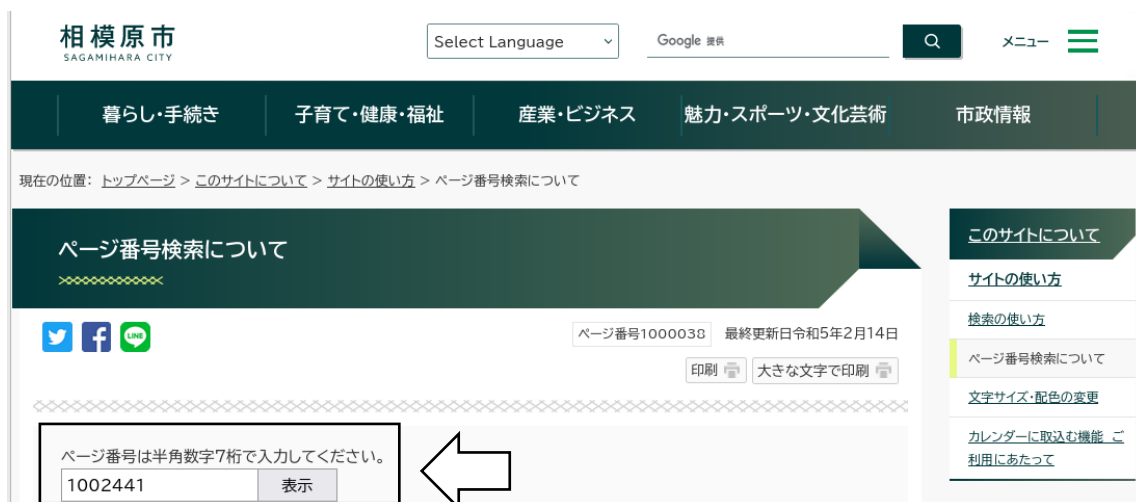 相模原市
SAGAMIHARA CITY
Select Language
Google 提供
メニュー
暮らし・手続き
子育て・健康・福祉
産業・ビジネス
魅力・スポーツ・文化芸術
市政情報
現在の位置： トップページ > このサイトについて > サイトの使い方 > ページ番号検索について
ページ番号検索について
LINE
ページ番号1000038
最終更新日令和5年2月14日
印刷
大きな文字で印刷
ページ番号は半角数字7桁で入力してください。
1002441
表示
このサイトについて
サイトの使い方
検索の使い方
ページ番号検索について
文字サイズ・配色の変更
カレンダーに取込む機能 ご
利用にあたって